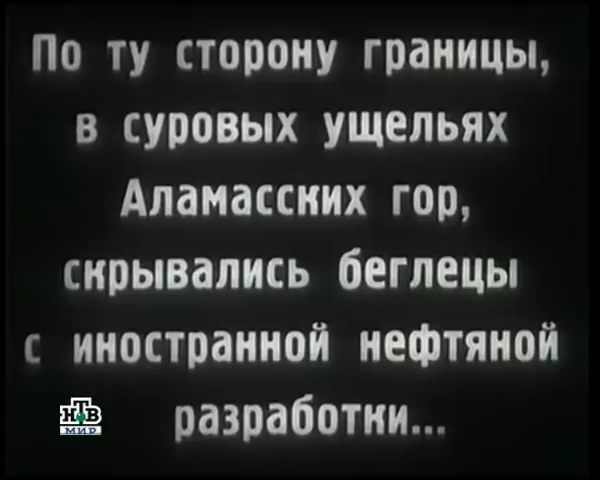 По ту сторону границы,
в суровых ущельях
Аламасских гор,
скрывались беглецы
с иностранной нефтяной
разработки...
НТВ
МИР